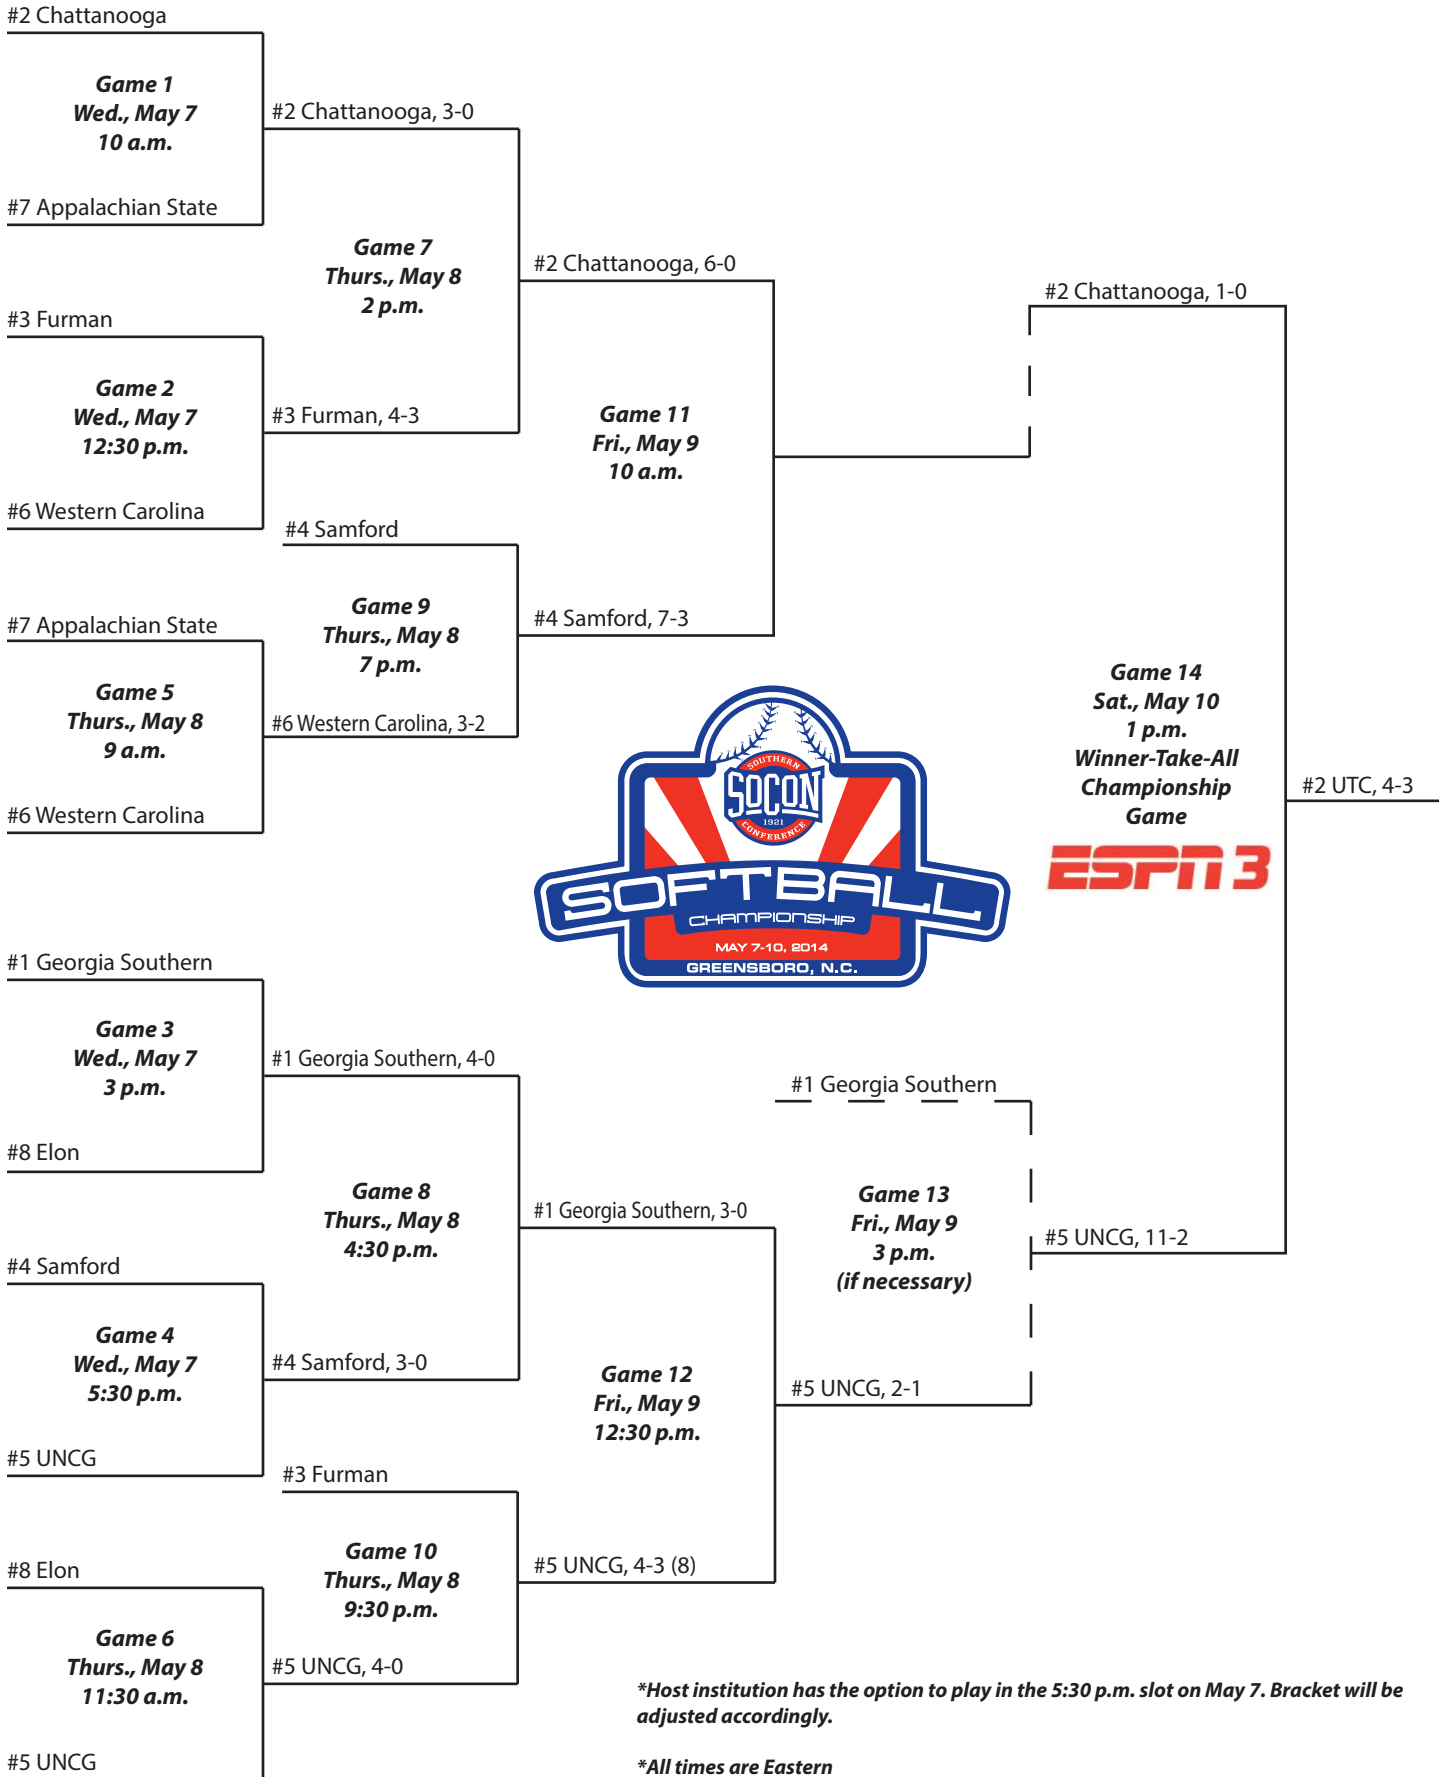 #2 Chattanooga
Game 1
Wed., May 7
10 a.m.
#2 Chattanooga, 3-0
#7 Appalachian State
Game 7
Thurs., May 8
2 p.m.
#2 Chattanooga, 6-0
#2 Chattanooga, 1-0
#3 Furman
Game 2
Wed., May 7
12:30 p.m.
#3 Furman, 4-3
Game 11
Fri., May 9
10 a.m.
#6 Western Carolina
#4 Samford
Game 9
Thurs., May 8
7 p.m.
#4 Samford, 7-3
#7 Appalachian State
Game 5
Thurs., May 8
9 a.m.
#6 Western Carolina, 3-2
#6 Western Carolina
Game 14
Sat., May 10
1 p.m.
Winner-Take-All
Championship
Game
ESPN3
#2 UTC, 4-3
SOUTHERN
SOCON
1921
CONFERENCE
SOFTBALL
CHAMPIONSHIP
MAY 7-10, 2014
GREENSBORO, N.C.
#1 Georgia Southern
Game 3
Wed., May 7
3 p.m.
#1 Georgia Southern, 4-0
#1 Georgia Southern
#8 Elon
Game 8
Thurs., May 8
4:30 p.m.
#1 Georgia Southern, 3-0
Game 13
Fri., May 9
3 p.m.
(if necessary)
#5 UNCG, 11-2
#4 Samford
Game 4
Wed., May 7
5:30 p.m.
#4 Samford, 3-0
Game 12
Fri., May 9
12:30 p.m.
#5 UNCG, 2-1
#5 UNCG
#3 Furman
Game 10
Thurs., May 8
9:30 p.m.
#5 UNCG, 4-3 (8)
#8 Elon
Game 6
Thurs., May 8
11:30 a.m.
#5 UNCG, 4-0
#5 UNCG
*Host institution has the option to play in the 5:30 p.m. slot on May 7. Bracket will be
adjusted accordingly.
*All times are Eastern